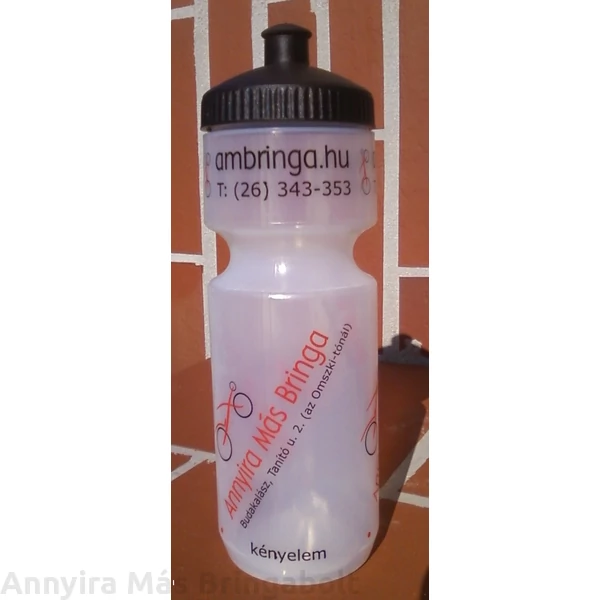 ambringa.hu
T: (26) 343-353
Annyira Más Bringa
Budakalász, Tanító u. 2. (az Omszki-tónál)
kényelem
Annyira Más Bringabolt